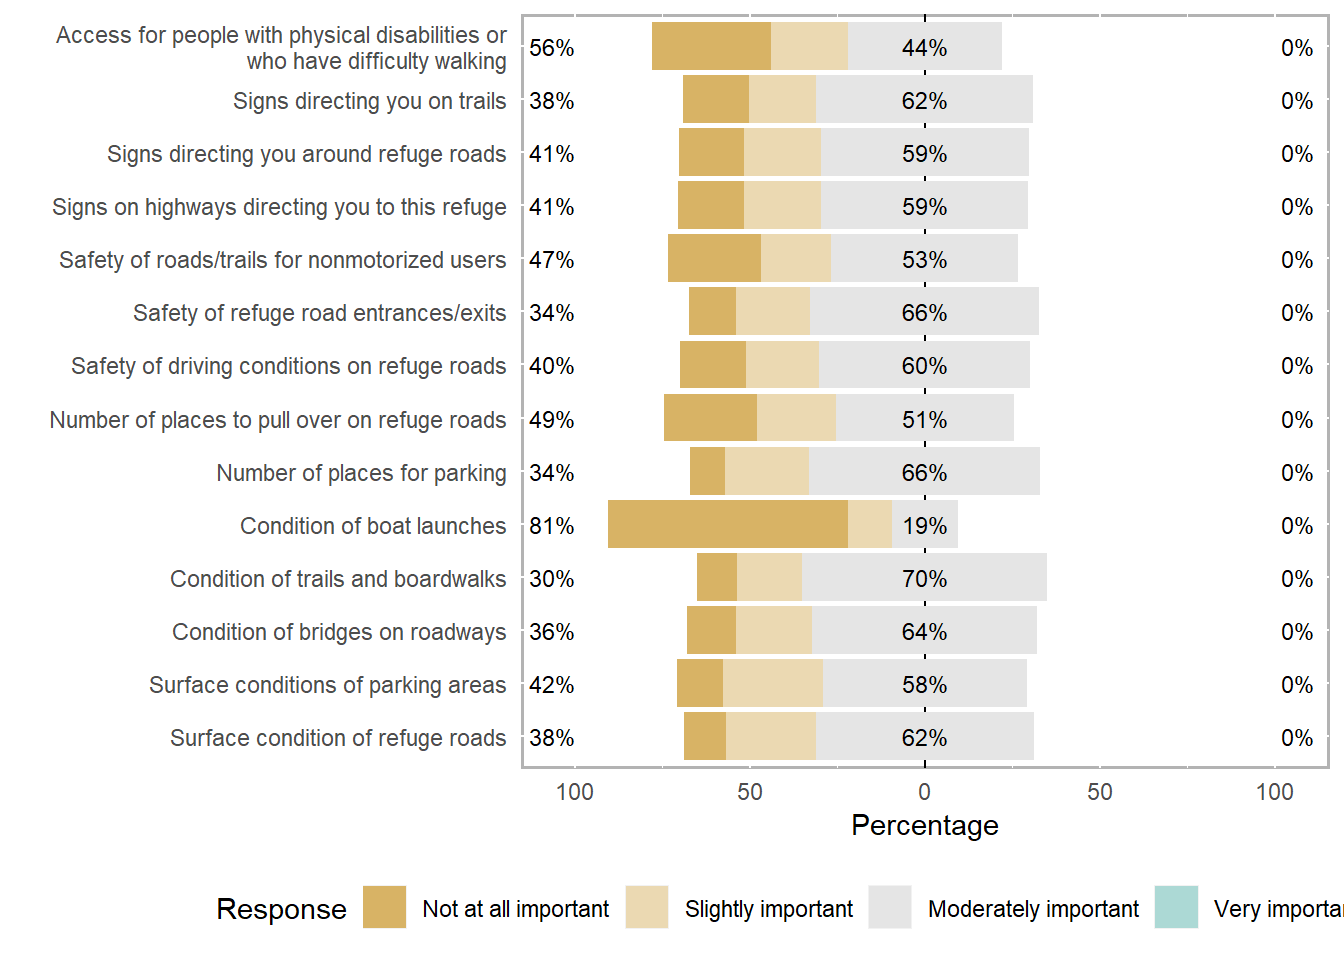 Access for people with physical disabilities or
who have difficulty walking 56% 44% 0%
Signs directing you on trails 38% 62% 0%
Signs directing you around refuge roads 41% 59% 0%
Signs on highways directing you to this refuge 41% 59% 0%
Safety of roads/trails for nonmotorized users 47% 53% 0%
Safety of refuge road entrances/exits 34% 66% 0%
Safety of driving conditions on refuge roads 40% 60% 0%
Number of places to pull over on refuge roads 49% 51% 0%
Number of places for parking 34% 66% 0%
Condition of boat launches 81% 19% 0%
Condition of trails and boardwalks 30% 70% 0%
Condition of bridges on roadways 36% 64% 0%
Surface conditions of parking areas 42% 58% 0%
Surface condition of refuge roads 38% 62% 0%
100 50 0 50 100
Percentage
Response Not at all important Slightly important Moderately important Very importa